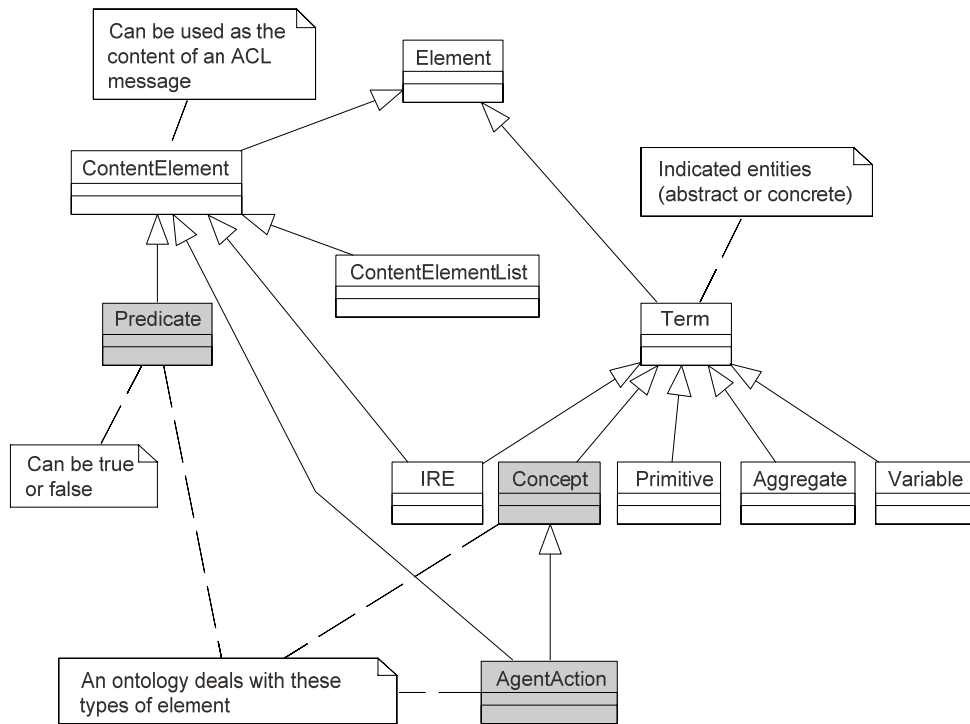 Can be used as the
content of an ACL
message
Element
ContentElement
Indicated entities
(abstract or concrete)
ContentElementList
Predicate
Term
Can be true
or false
IRE
Concept
Primitive
Aggregate
Variable
An ontology deals with these
types of element
AgentAction